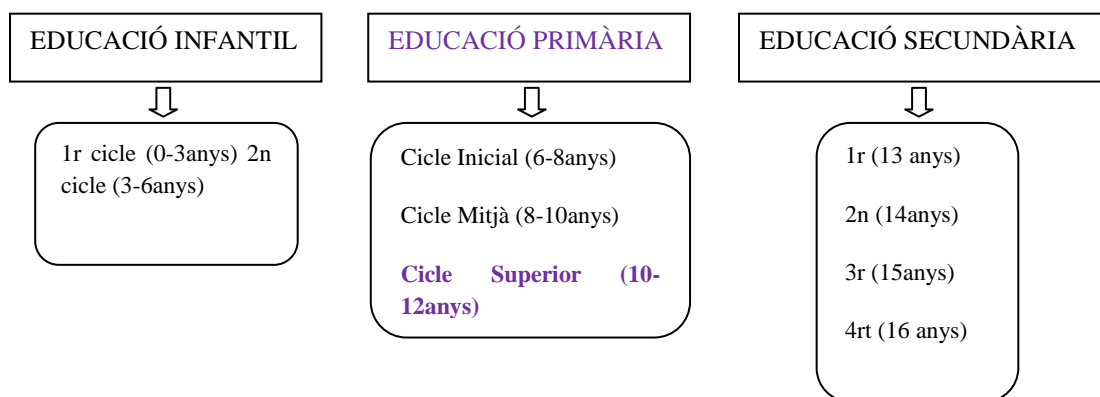 EDUCACIÓ INFANTIL
1r cicle (0-3anys) 2n
cicle (3-6anys)
EDUCACIÓ PRIMÀRIA
Cicle Inicial (6-8anys)
Cicle Mitjà (8-10anys)
Cicle Superior (10-
12anys)
EDUCACIÓ SECUNDÀRIA
1r (13 anys)
2n (14anys)
3r (15anys)
4rt (16 anys)